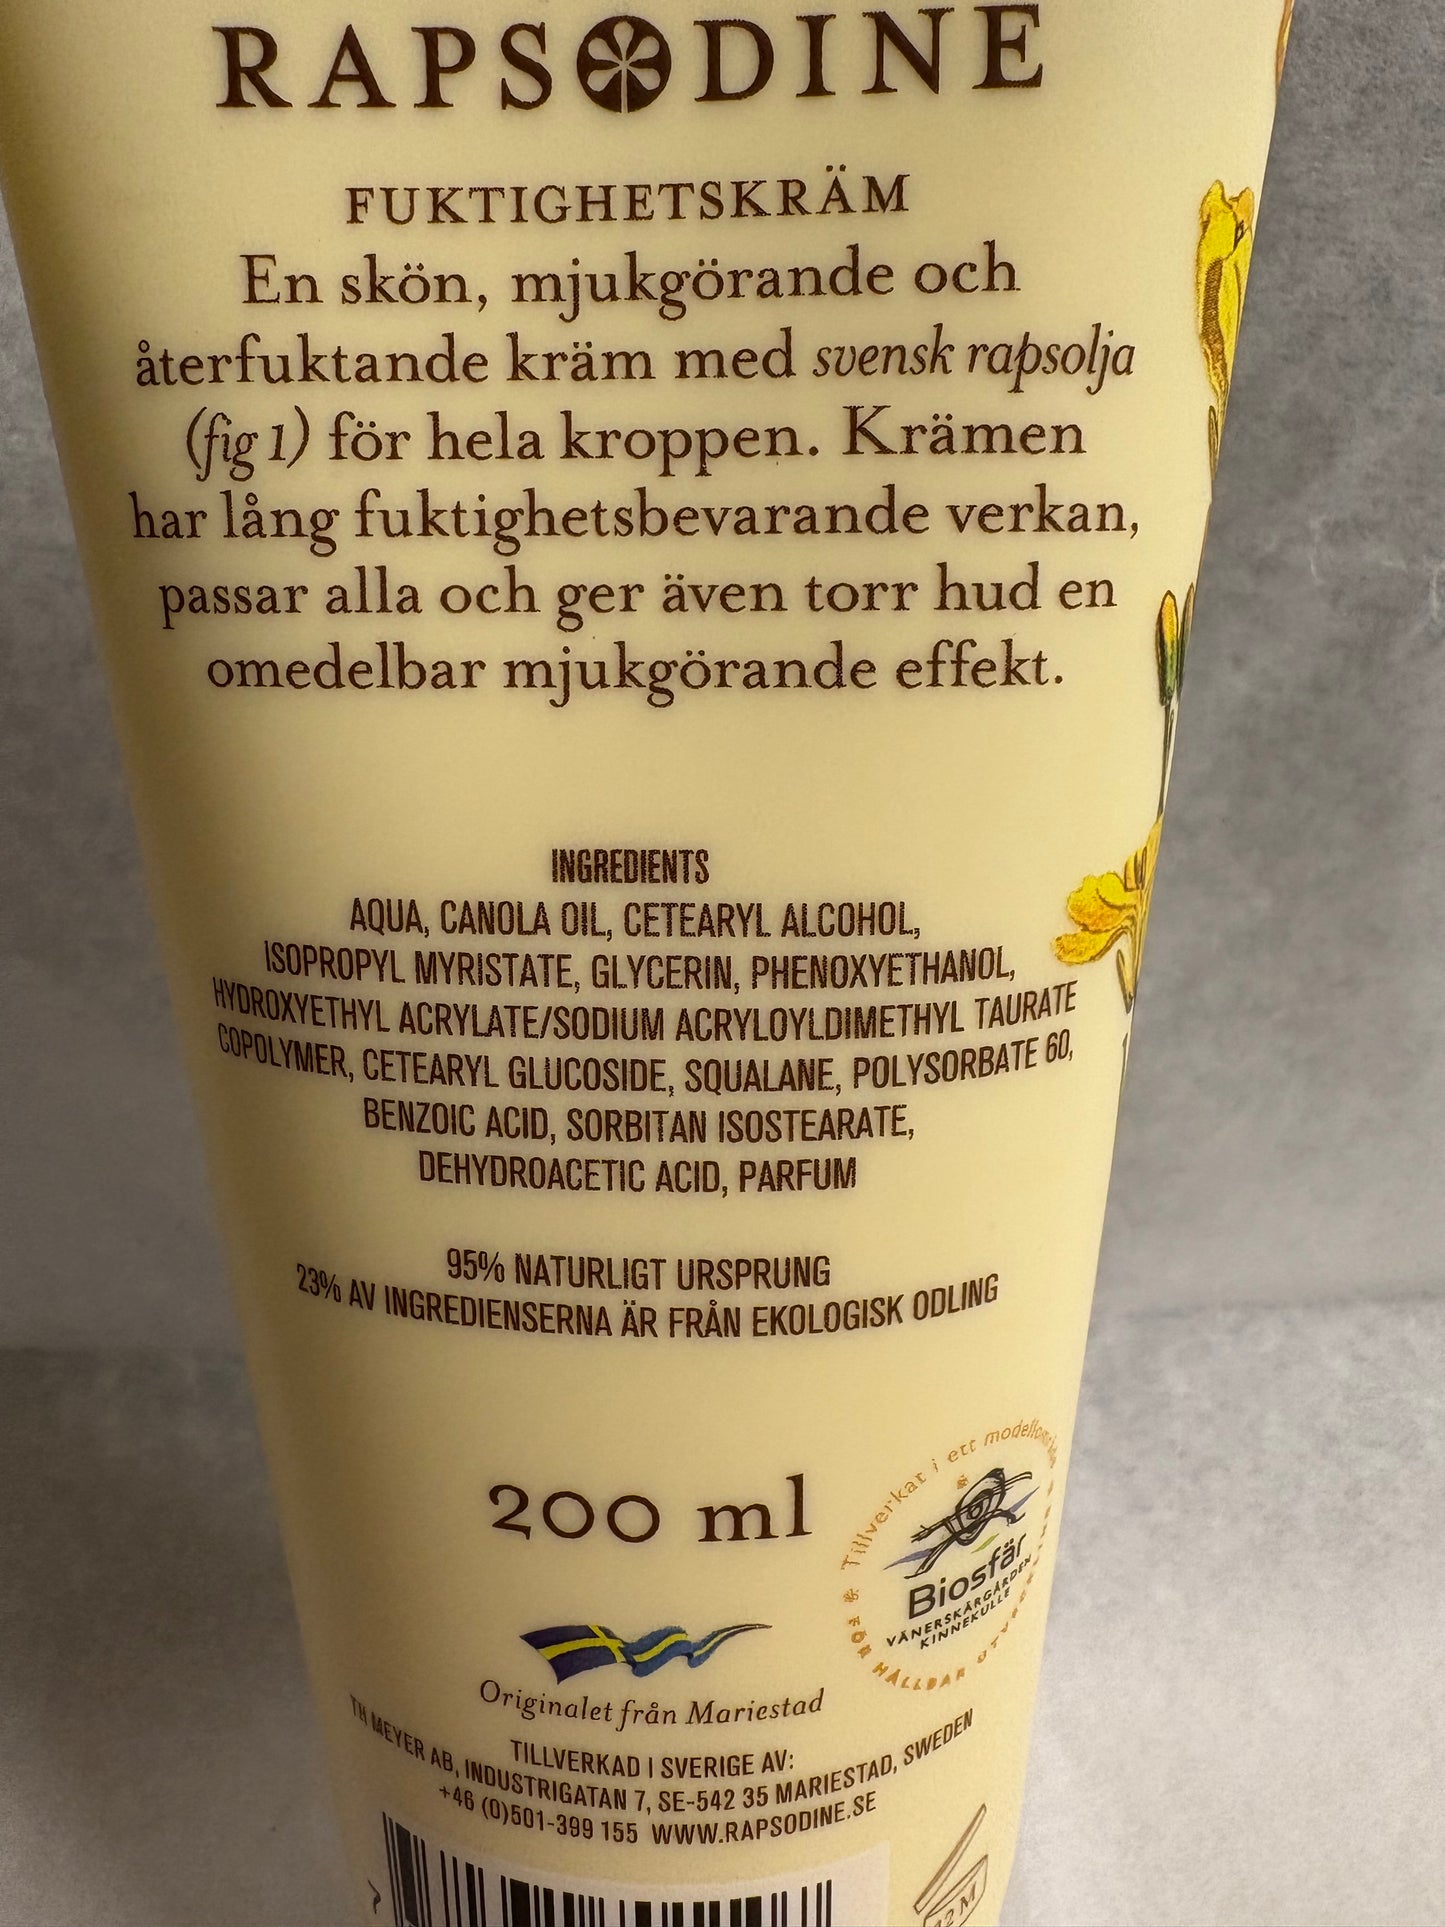 RAPSODINE
FUKTIGHETSKRÄM
En skön, mjukgörande och
återfuktande kräm med svensk rapsolja
(fig 1) för hela kroppen. Krämen
har lång fuktighetsbevarande verkan,
passar alla och ger även torr hud en
omedelbar mjukgörande effekt.
INGREDIENTS
AQUA, CANOLA OIL, CETEARYL ALCOHOL,
ISOPROPYL MYRISTATE, GLYCERIN, PHENOXYETHANOL,
HYDROXYETHYL ACRYLATE/SODIUM ACRYLOYLDIMETHYL TAURATE
COPOLYMER, CETEARYL GLUCOSIDE, SQUALANE, POLYSORBATE 60,
BENZOIC ACID, SORBITAN ISOSTEARATE,
DEHYDROACETIC ACID, PARFUM
95% NATURLIGT URSPRUNG
23% AV INGREDIENSERNA ÄR FRÅN EKOLOGISK ODLING
200 ml
Tillverkat i ett
Biosfär
VÄNERSKÄRGÅRDEN
KINNEKULLE
FÖR HÅLLBAR
Originalet från Mariestad
TILLVERKAD I SVERIGE AV:
TH MEYER AB, INDUSTRIGATAN 7, SE-542 35 MARIESTAD, SWEDEN
+46 (0)501-399 155 WWW.RAPSODINE.SE
12 M